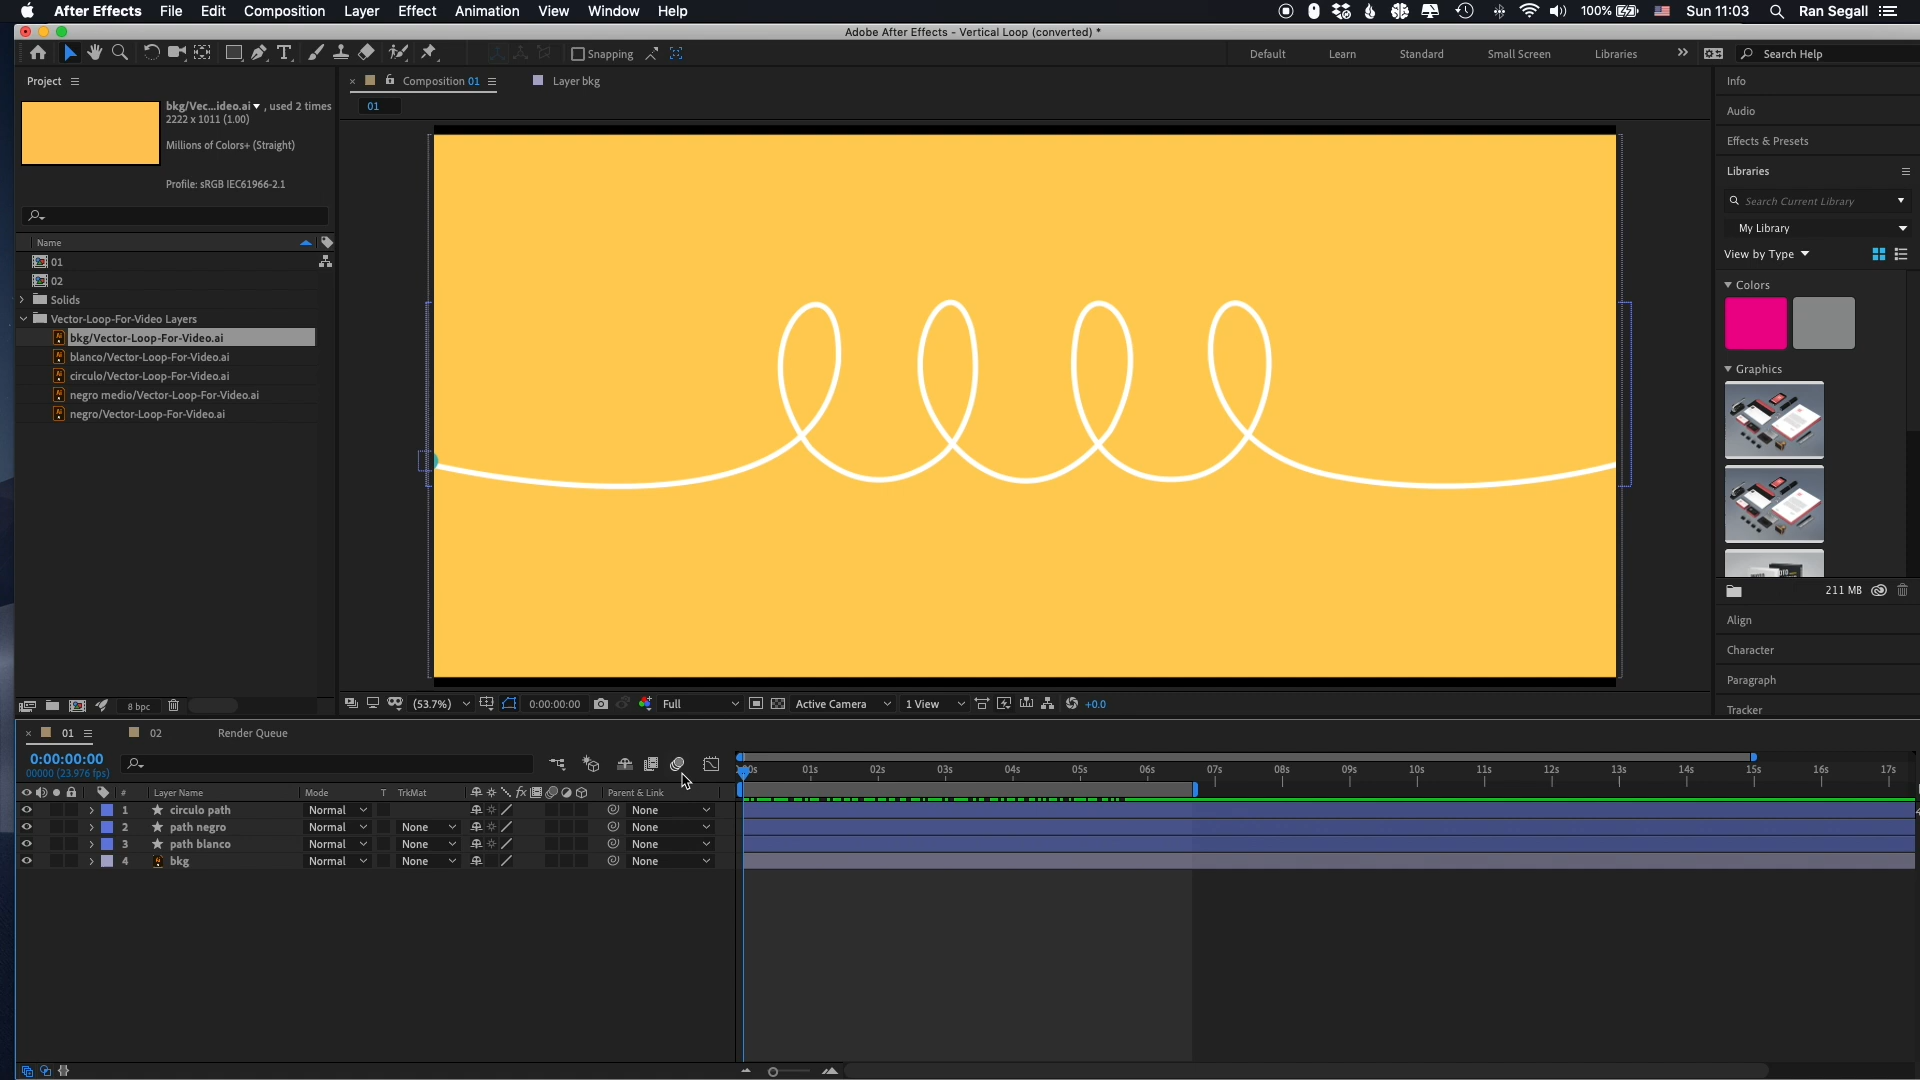 After Effects File Edit Composition Layer Effect Animation View Window Help 100% Sun 11:03 Ran Segall
Adobe After Effects - Vertical Loop (converted) *
Snapping Default Learn Standard Small Screen Libraries Search Help
Project Composition 01 Layer bkg Info
bkg/Vec...ideo.ai , used 2 times 01
2222 x 1011 (1.00) Audio
Millions of Colors+ (Straight) Effects & Presets
Libraries
Profile: sRGB IEC61966-2.1
Search Current Library
My Library
Name
View by Type
01
02
Colors
Solids
Vector-Loop-For-Video Layers
bkg/Vector-Loop-For-Video.ai
blanco/Vector-Loop-For-Video.ai
Graphics
circulo/Vector-Loop-For-Video.ai
negro medio/Vector-Loop-For-Video.ai
negro/Vector-Loop-For-Video.ai
211 MB
Align
Character
Paragraph
8 bpc (53.7%) 0:00:00:00 Full Active Camera 1 View +0.0
Tracker
01 02 Render Queue
0:00:00:00
00000 (23.976 fps)
01s 02s 03s 04s 05s 06s 07s 08s 09s 10s 11s 12s 13s 14s 15s 16s 17s
# Layer Name Mode T TrkMat fx Parent & Link
1 circulo path Normal None
2 path negro Normal None None
3 path blanco Normal None None
4 bkg Normal None None